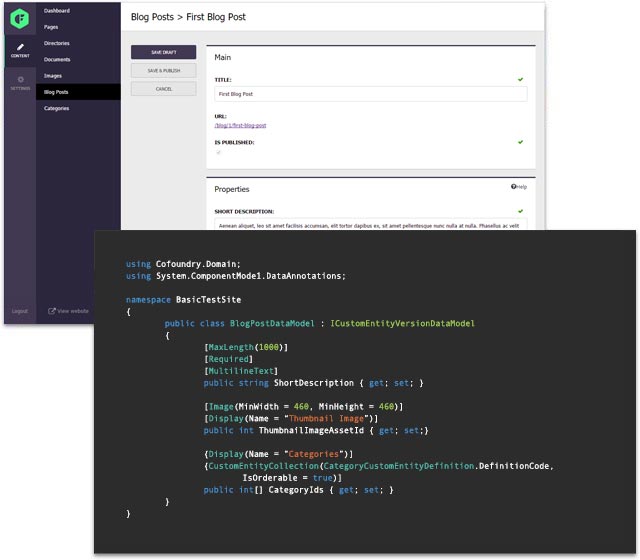 Dashboard
Pages
Directories
Documents
Images
Blog Posts
Categories
CONTENT
SETTINGS
Logout
View website
Blog Posts > First Blog Post
SAVE DRAFT
SAVE & PUBLISH
CANCEL
Main
TITLE:
First Blog Post
URL:
/blog/1/first-blog-post
IS PUBLISHED:
Properties
Help
SHORT DESCRIPTION:
Aenean aliquet, leo sit amet facilisis accumsan, elit tortor dapibus ex, sit amet pellentesque nunc nulla at nulla. Phasellus ac velit
using Cofoundry.Domain;
using System.ComponentMode1.DataAnnotations;
namespace BasicTestSite
{
public class BlogPostDataModel : ICustomEntityVersionDataModel
{
[MaxLength(1000)]
[Required]
[MultilineText]
public string ShortDescription { get; set; }
[Image(MinWidth = 460, MinHeight = 460)]
[Display(Name = “Thumbnail Image”)]
public int ThumbnailImageAssetId { get; set;}
{Display(Name = "Categories”)]
{CustomEntityCollection(CategoryCustomEntityDefinition.DefinitionCode,
IsOrderable = true)]
public int[] CategoryIds { get; set; }
}
}